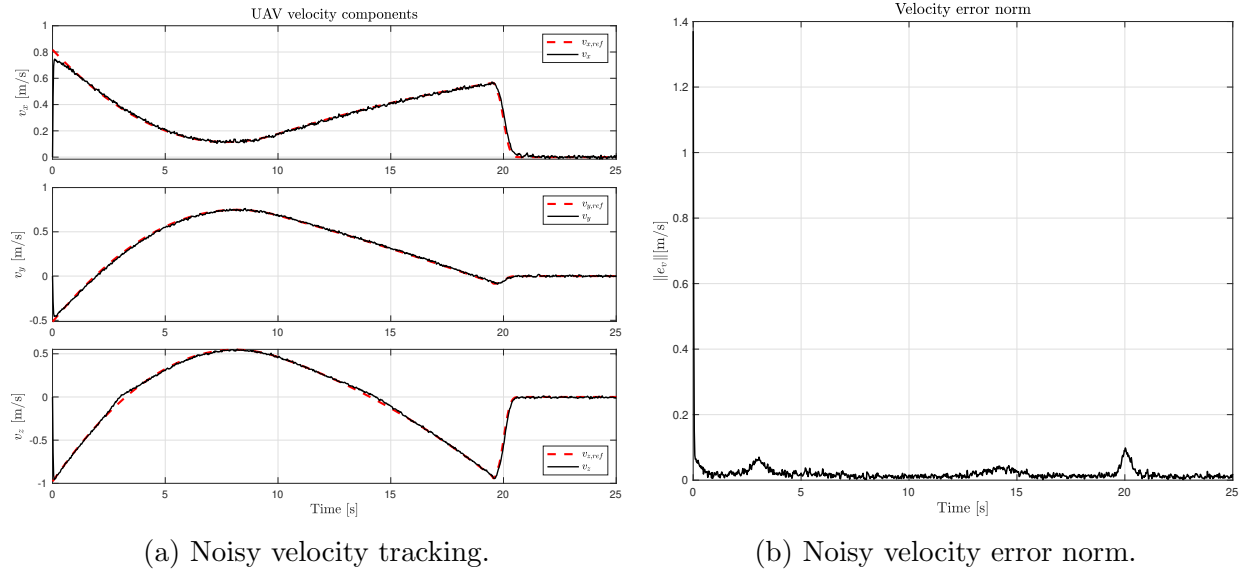 UAV velocity components
1
0.8
0.6
0.4
0.2
0
v_x [m/s]
v_{x,ref}
v_x
0 5 10 15 20 25
1
0.5
0
-0.5
v_y [m/s]
v_{y,ref}
v_y
0 5 10 15 20 25
0.5
0
-0.5
-1
v_z [m/s]
v_{z,ref}
v_z
0 5 10 15 20 25
Time [s]
(a) Noisy velocity tracking.
Velocity error norm
1.4
1.2
1
0.8
0.6
0.4
0.2
0
‖e_v‖[m/s]
0 5 10 15 20 25
Time [s]
(b) Noisy velocity error norm.